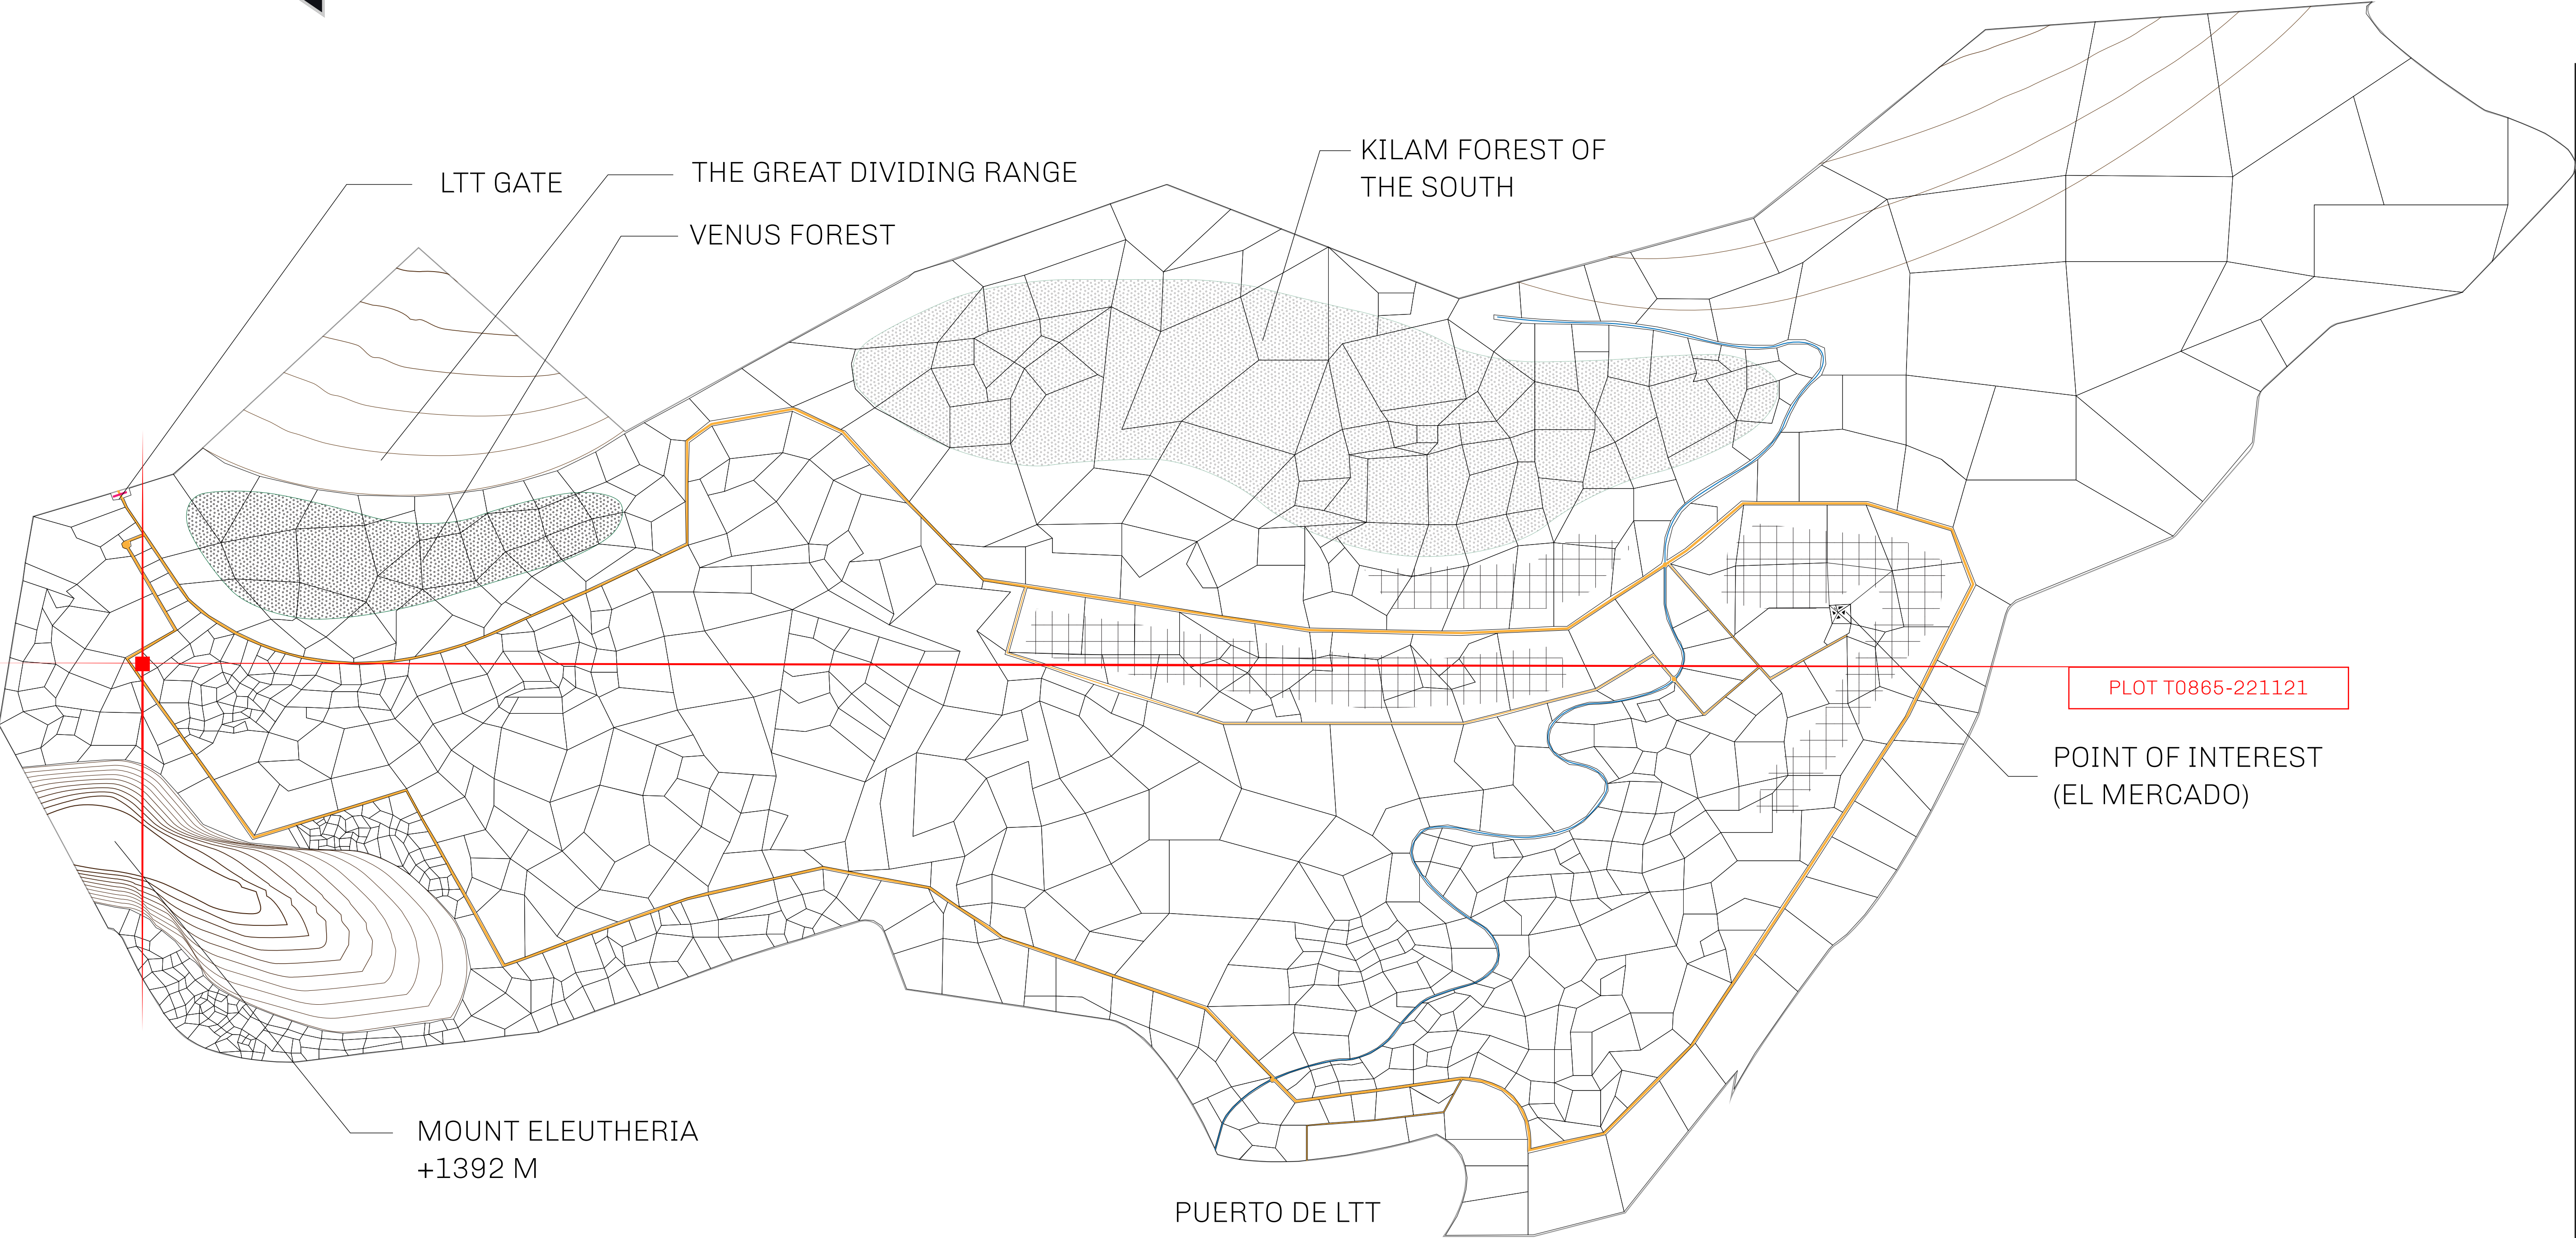 KILAM FOREST OF
THE SOUTH
LTT GATE
THE GREAT DIVIDING RANGE
VENUS FOREST
PLOT T0865-221121
POINT OF INTEREST
(EL MERCADO)
MOUNT ELEUTHERIA
+1392 M
PUERTO DE LTT